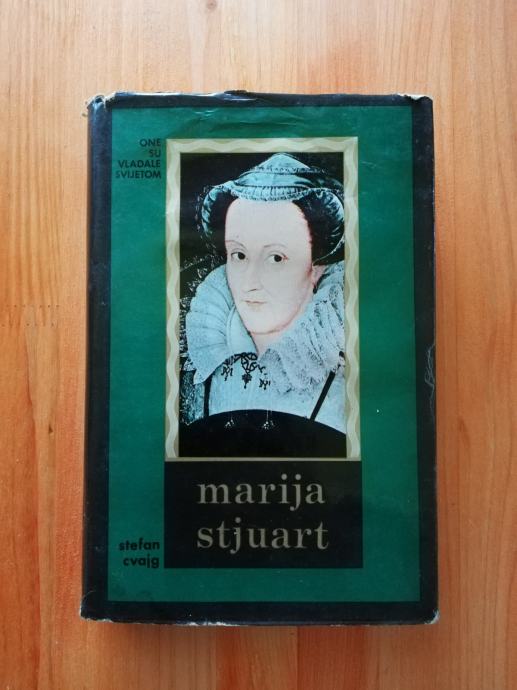 ONE
SU
VLADALE
SVIJETOM
marija
stjuart
stefan
cvajg